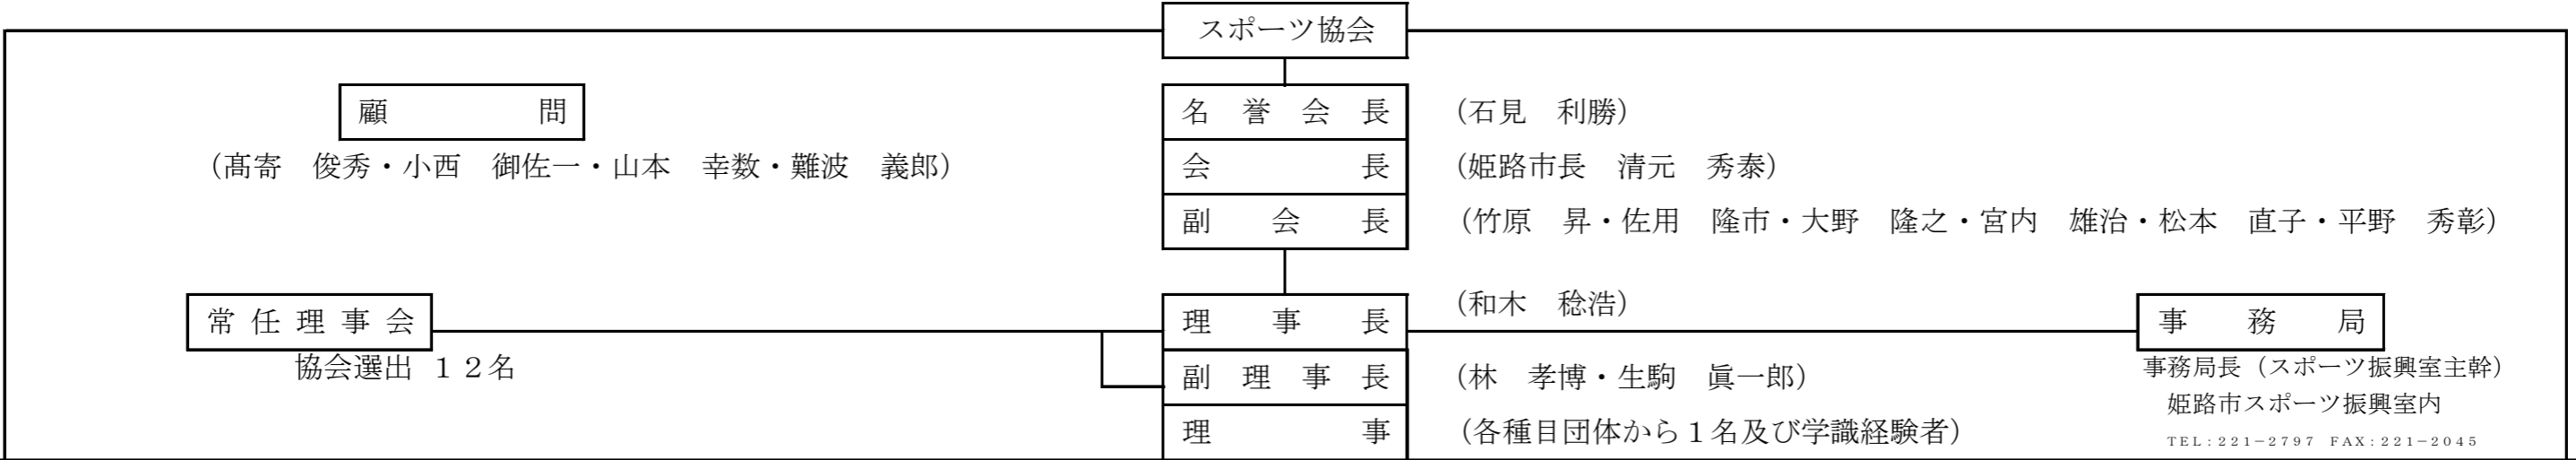 スポーツ協会
顧　　　　　問
（髙寄　俊秀・小西　御佐一・山本　幸数・難波　義郎）
名　誉　会　長　（石見　利勝）
会　　　　　長　（姫路市長　清元　秀泰）
副　　会　　長　（竹原　昇・佐用　隆市・大野　隆之・宮内　雄治・松本　直子・平野　秀彰）
常 任 理 事 会
協会選出　１２名
理　　事　　長　（和木　稔浩）
副　理　事　長　（林　孝博・生駒　眞一郎）
理　　　　　事　（各種目団体から１名及び学識経験者）
事　　務　　局
事務局長（スポーツ振興室主幹）
姫路市スポーツ振興室内
ＴＥＬ：２２１－２７９７　ＦＡＸ：２２１－２０４５